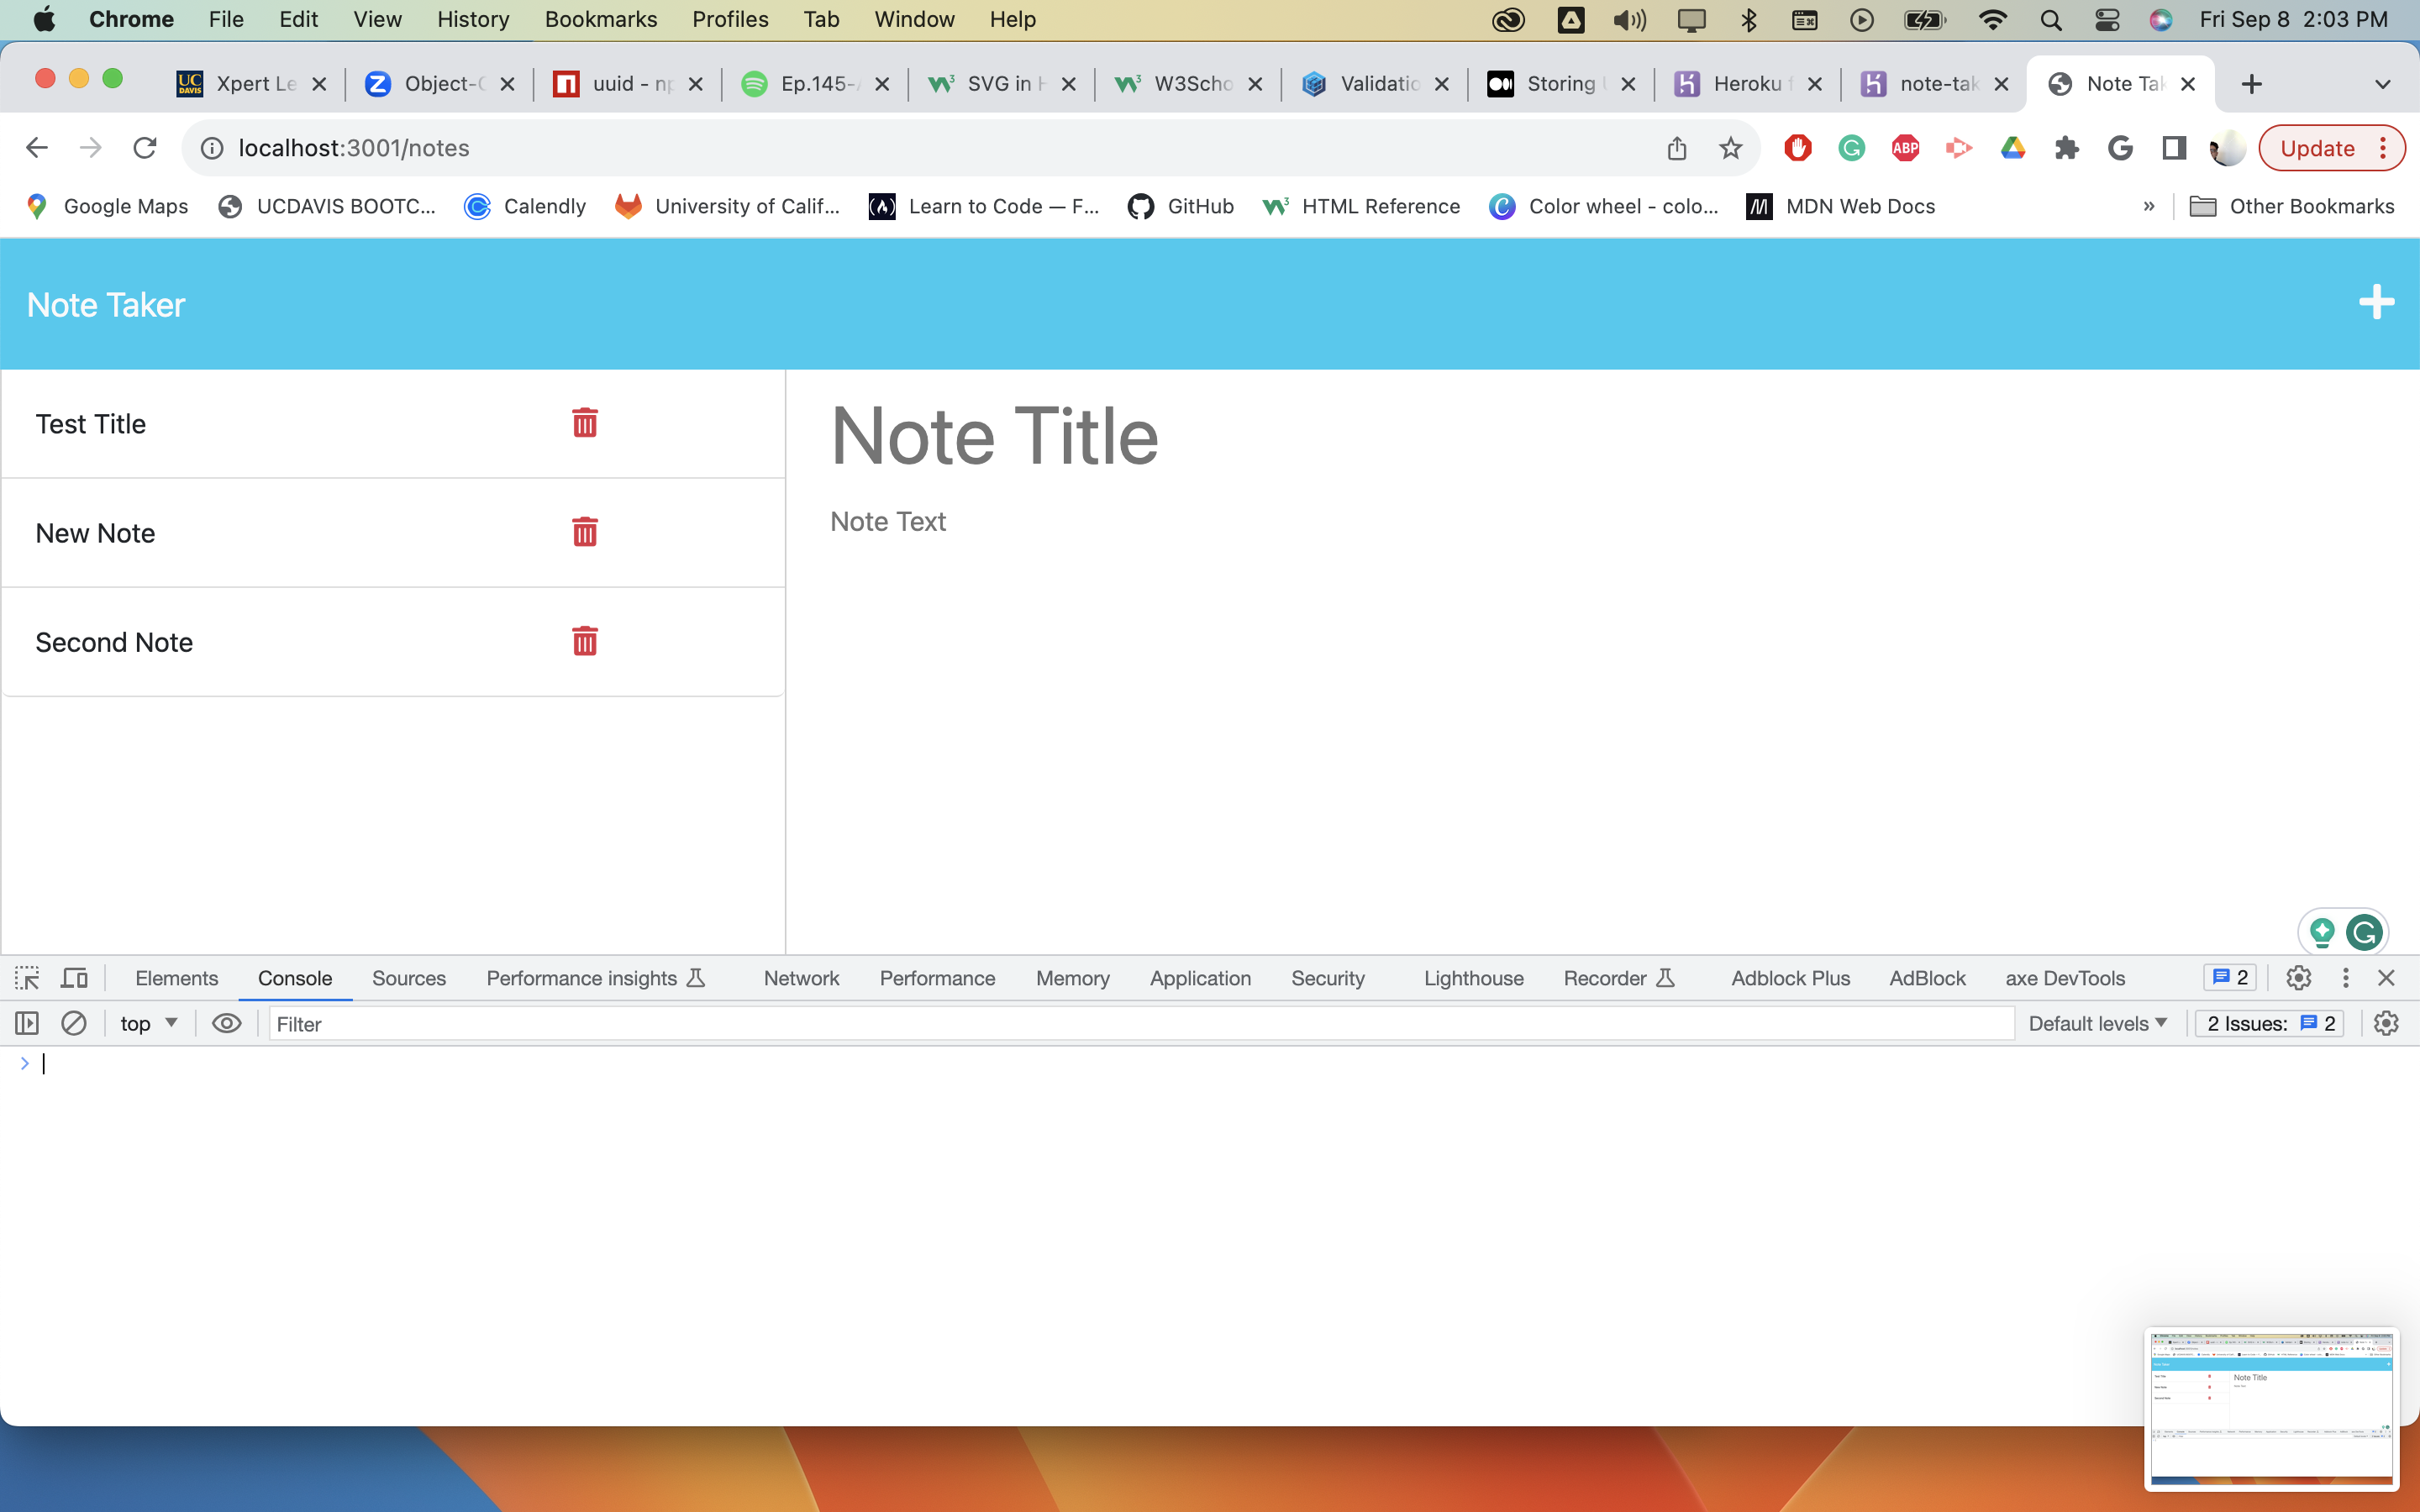 Chrome File Edit View History Bookmarks Profiles Tab Window Help Fri Sep 8 2:03 PM
Xpert Le Object- uuid - np Ep.145- SVG in W3Scho Validatio Storing Heroku note-tak Note Tak
localhost:3001/notes ABP Update
Google Maps UCDAVIS BOOTC... Calendly University of Calif... Learn to Code — F... GitHub HTML Reference Color wheel - colo... MDN Web Docs » Other Bookmarks
Note Taker
Test Title
New Note
Second Note
Note Title
Note Text
Elements Console Sources Performance insights Network Performance Memory Application Security Lighthouse Recorder Adblock Plus AdBlock axe DevTools 2
top Filter Default levels 2 Issues: 2
Note Title